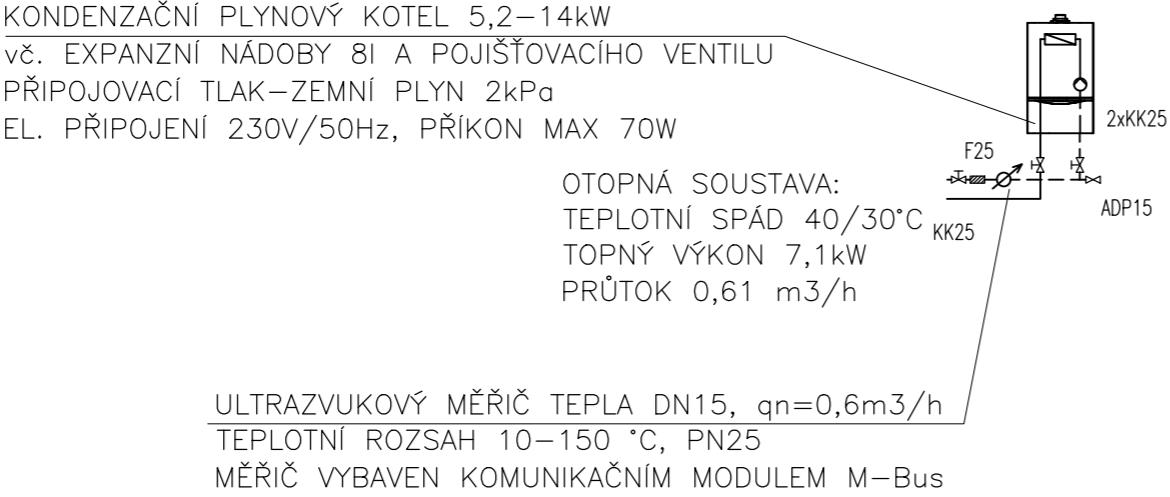 KONDENZAČNÍ PLYNOVÝ KOTEL 5,2-14kW
vč. EXPANZNÍ NÁDOBY 8l A POJIŠŤOVACÍHO VENTILU
PŘIPOJOVACÍ TLAK-ZEMNÍ PLYN 2kPa
EL. PŘIPOJENÍ 230V/50Hz, PŘÍKON MAX 70W
2xKK25
F25
ADP15
KK25
OTOPNÁ SOUSTAVA:
TEPLOTNÍ SPÁD 40/30°C
TOPNÝ VÝKON 7,1kW
PRŮTOK 0,61 m3/h
ULTRAZVUKOVÝ MĚŘIČ TEPLA DN15, qn=0,6m3/h
TEPLOTNÍ ROZSAH 10-150 °C, PN25
MĚŘIČ VYBAVEN KOMUNIKAČNÍM MODULEM M-Bus